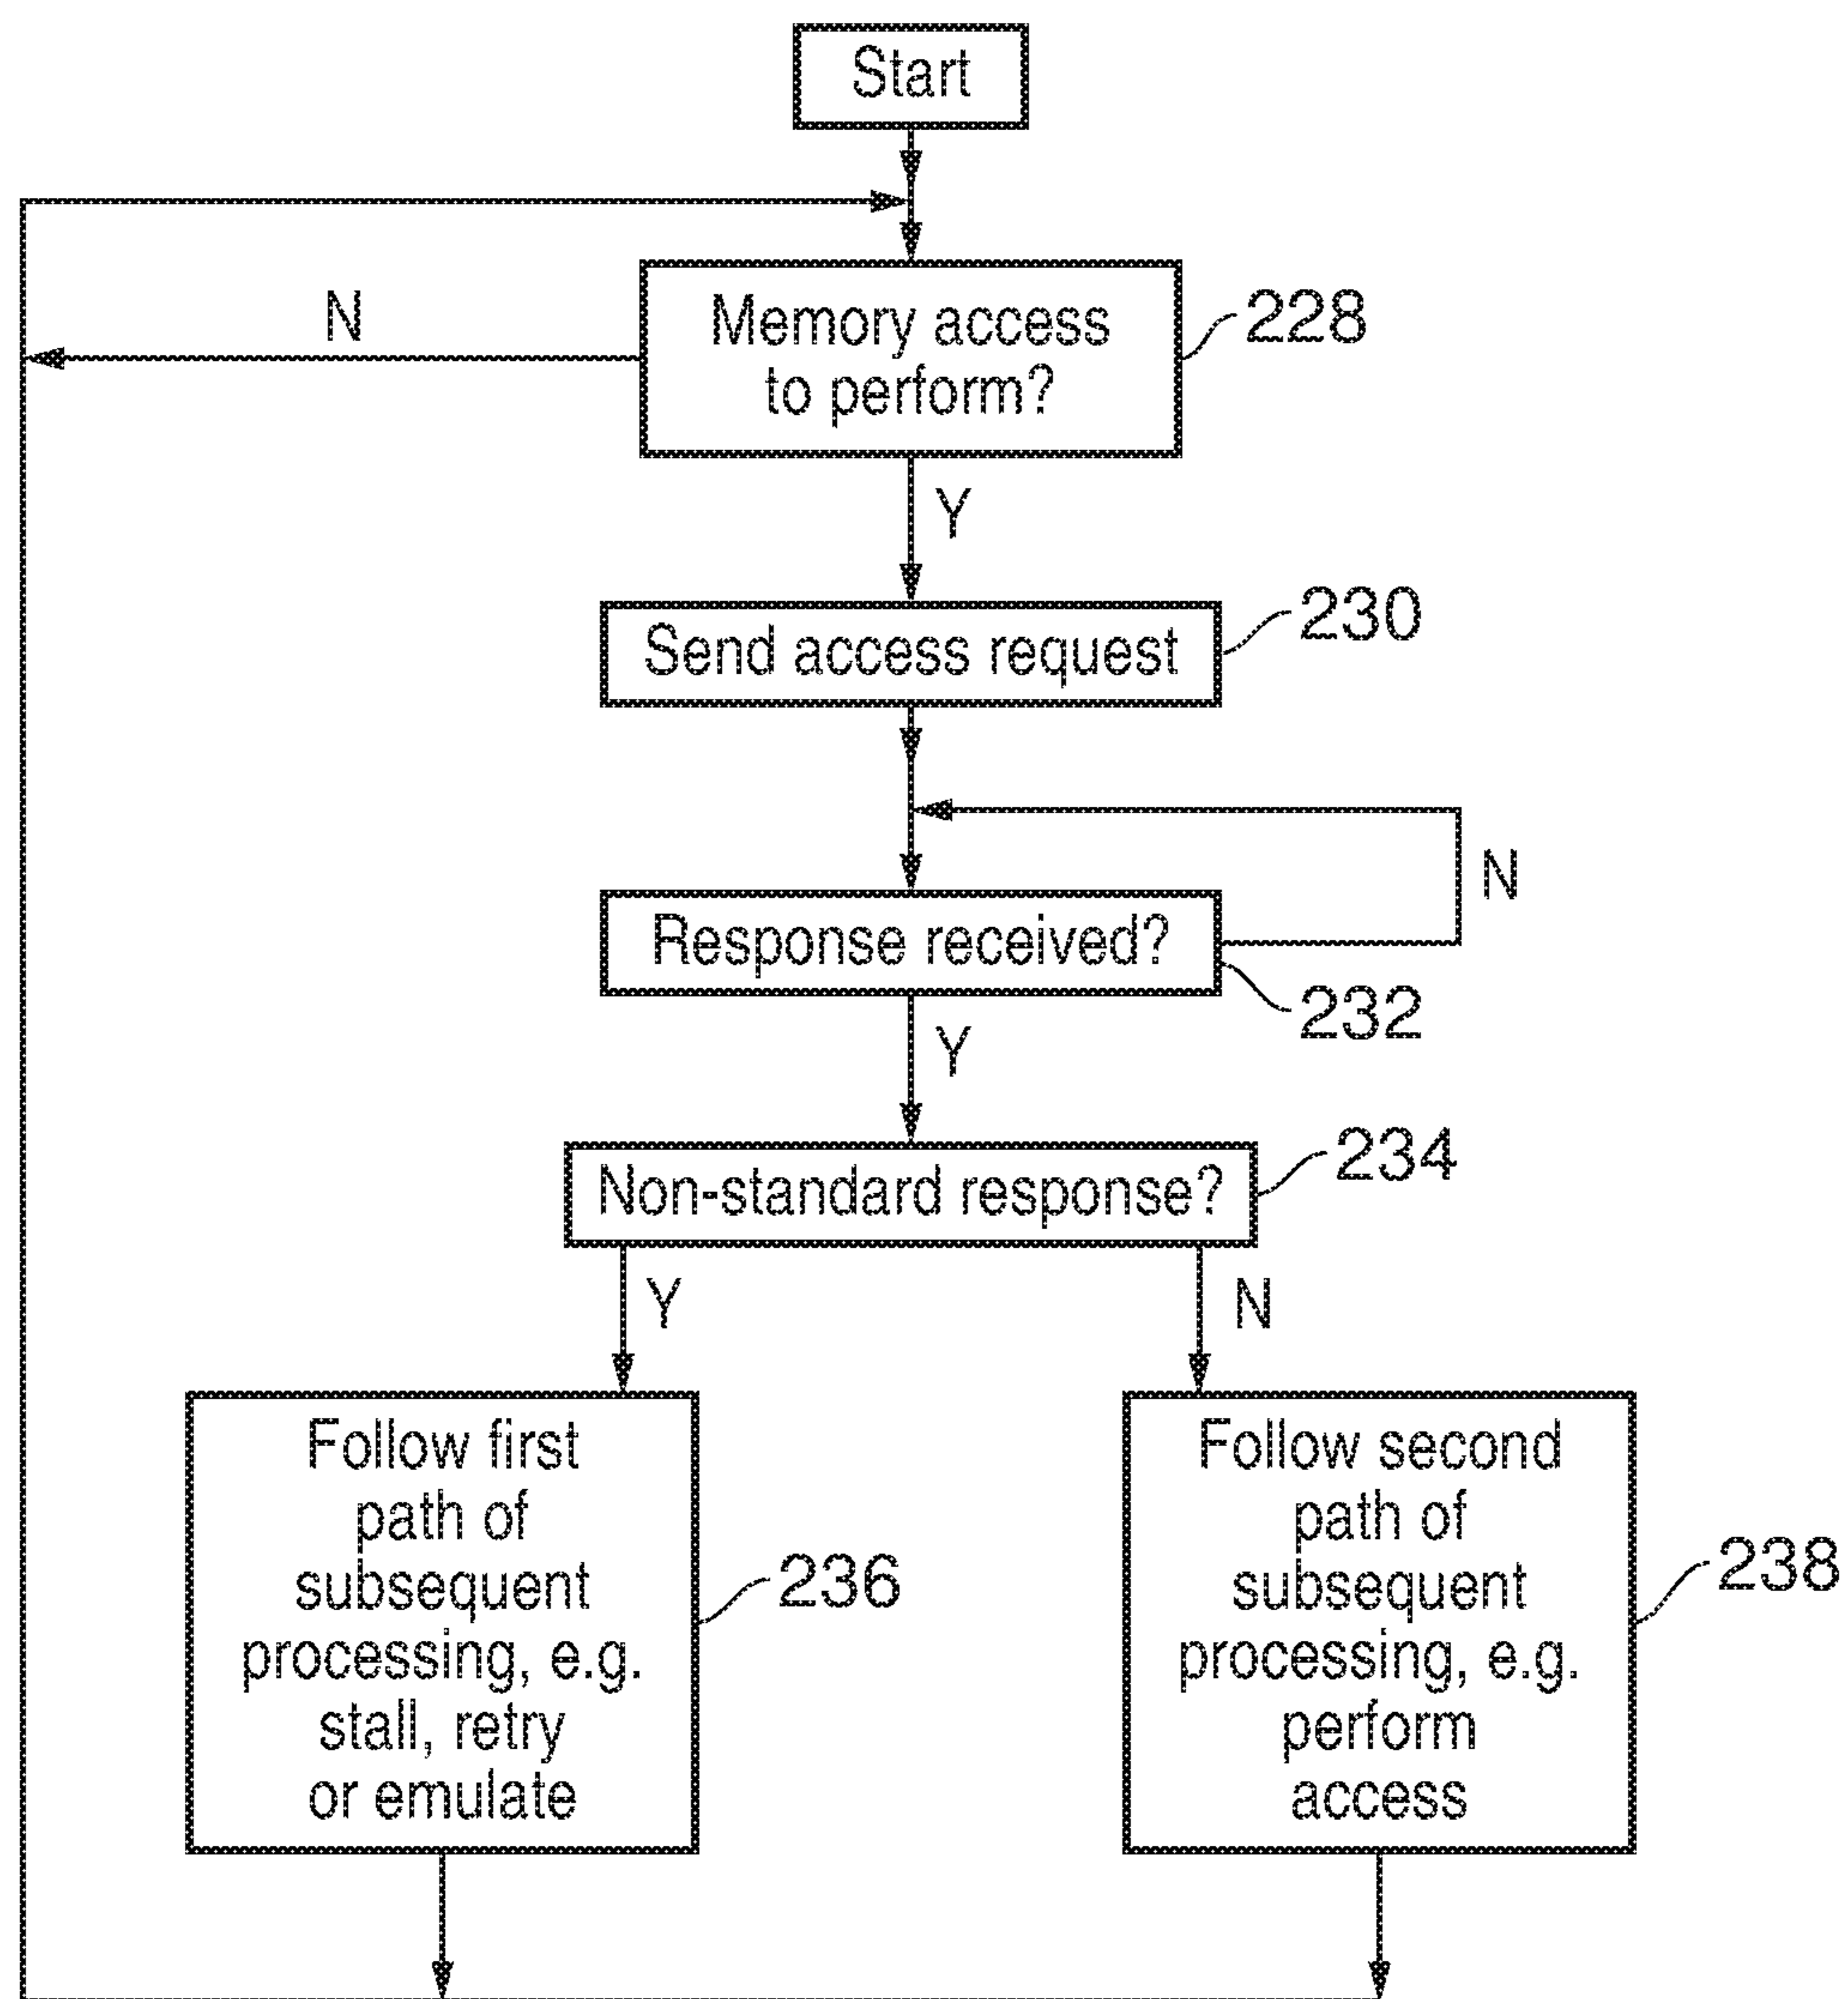 Start
N
Memory access
to perform?
228
Y
Send access request
230
N
Response received?
232
Y
Non-standard response?
234
Y
N
Follow first
path of
subsequent
processing, e.g.
stall, retry
or emulate
236
Follow second
path of
subsequent
processing, e.g.
perform
access
238